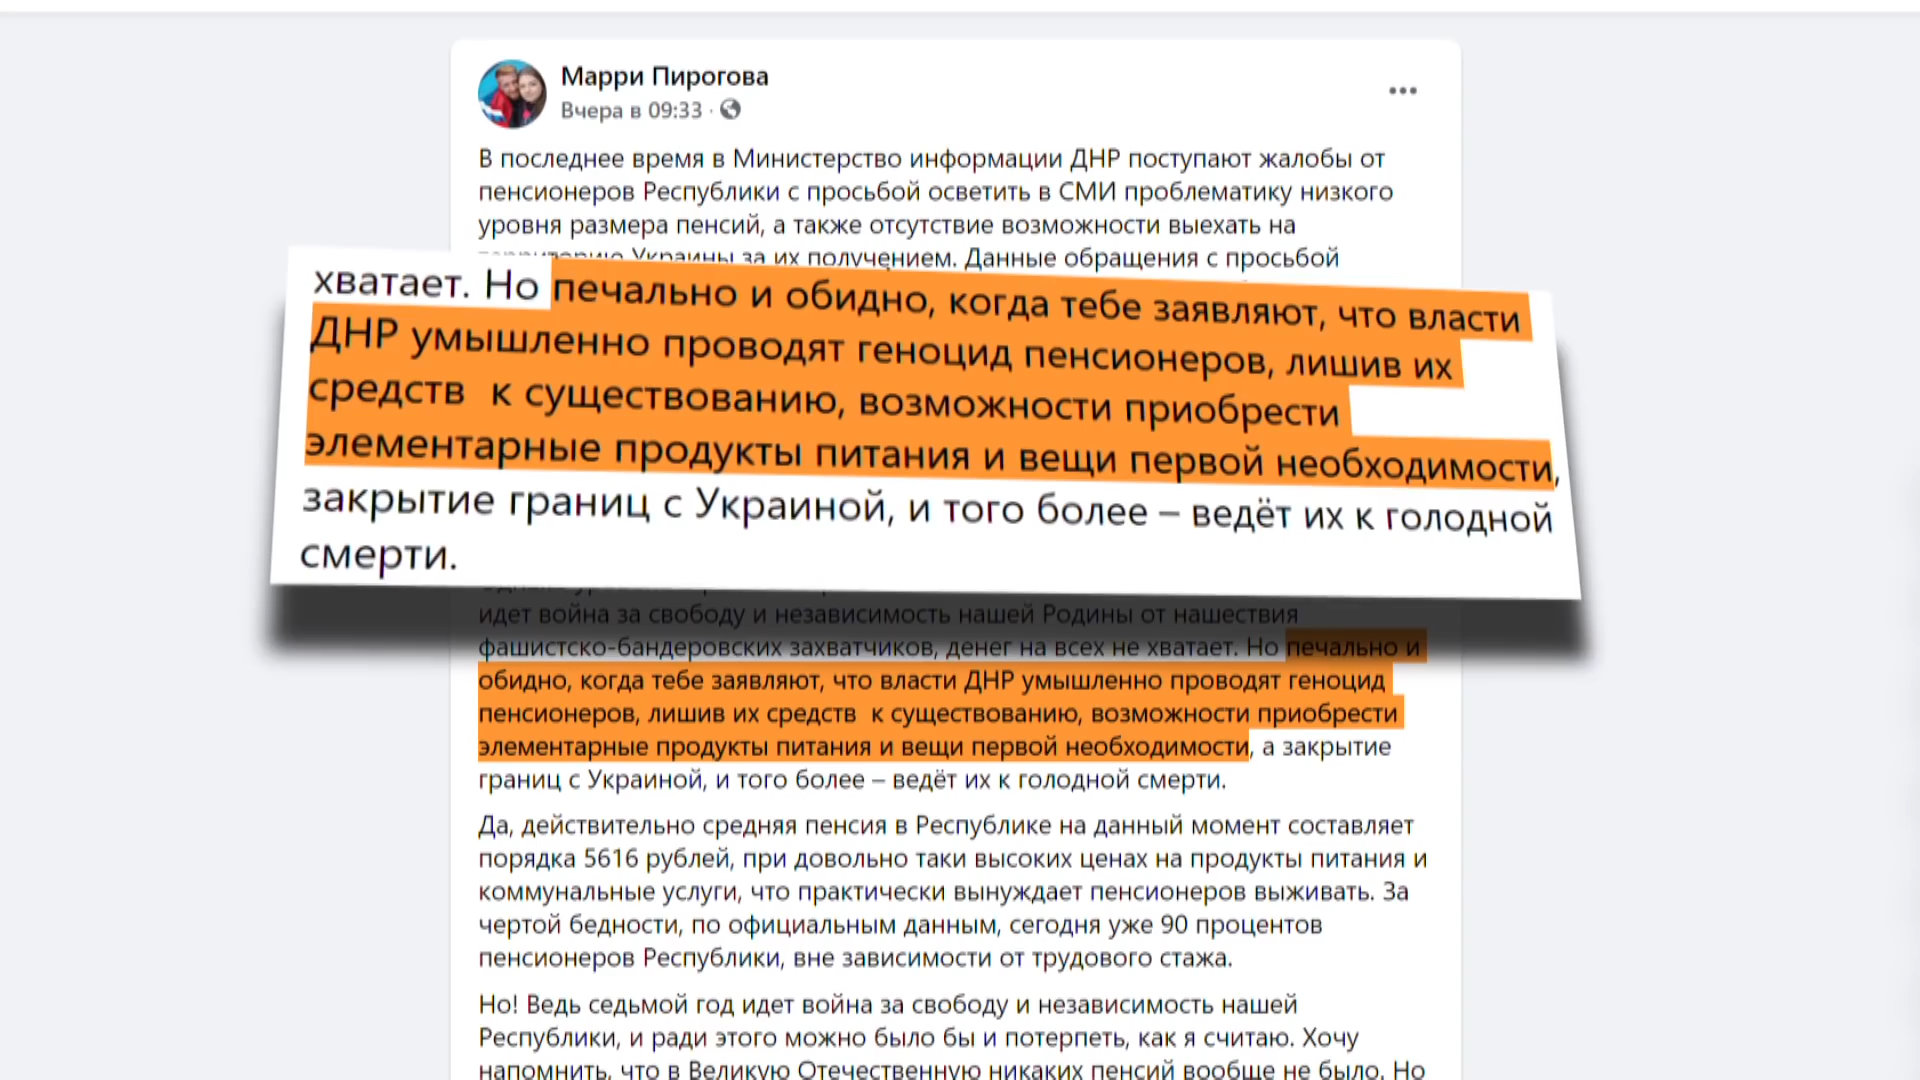 Марри Пирогова
Вчера в 09:33 ·
В последнее время в Министерство информации ДНР поступают жалобы от
пенсионеров Республики с просьбой осветить в СМИ проблематику низкого
уровня размера пенсий, а также отсутствие возможности выехать на
территорию Украины за их получением. Данные обращения с просьбой
хватает. Но печально и обидно, когда тебе заявляют, что власти
ДНР умышленно проводят геноцид пенсионеров, лишив их
средств к существованию, возможности приобрести
элементарные продукты питания и вещи первой необходимости,
закрытие границ с Украиной, и того более – ведёт их к голодной
смерти.
идет война за свободу и независимость нашей Родины от нашествия
фашистско-бандеровских захватчиков, денег на всех не хватает. Но печально и
обидно, когда тебе заявляют, что власти ДНР умышленно проводят геноцид
пенсионеров, лишив их средств к существованию, возможности приобрести
элементарные продукты питания и вещи первой необходимости, а закрытие
границ с Украиной, и того более – ведёт их к голодной смерти.
Да, действительно средняя пенсия в Республике на данный момент составляет
порядка 5616 рублей, при довольно таки высоких ценах на продукты питания и
коммунальные услуги, что практически вынуждает пенсионеров выживать. За
чертой бедности, по официальным данным, сегодня уже 90 процентов
пенсионеров Республики, вне зависимости от трудового стажа.
Но! Ведь седьмой год идет война за свободу и независимость нашей
Республики, и ради этого можно было бы и потерпеть, как я считаю. Хочу
напомнить, что в Великую Отечественную никаких пенсий вообще не было. Но